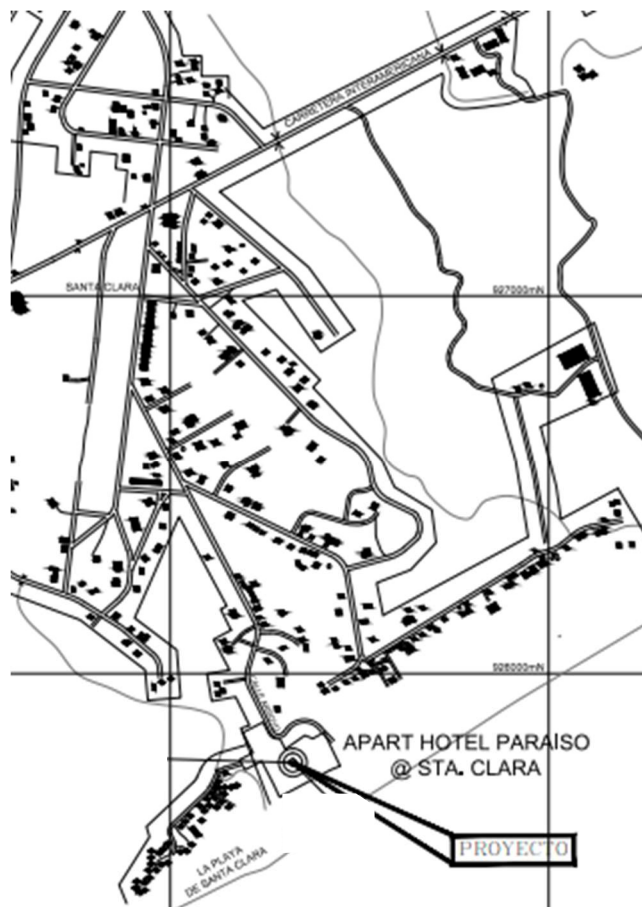 CARRETERA INTERAMERICANA
SANTA CLARA
927000mN
926000mN
APART HOTEL PARAISO
@ STA. CLARA
PROYECTO
LA PLAYA
DE SANTA CLARA